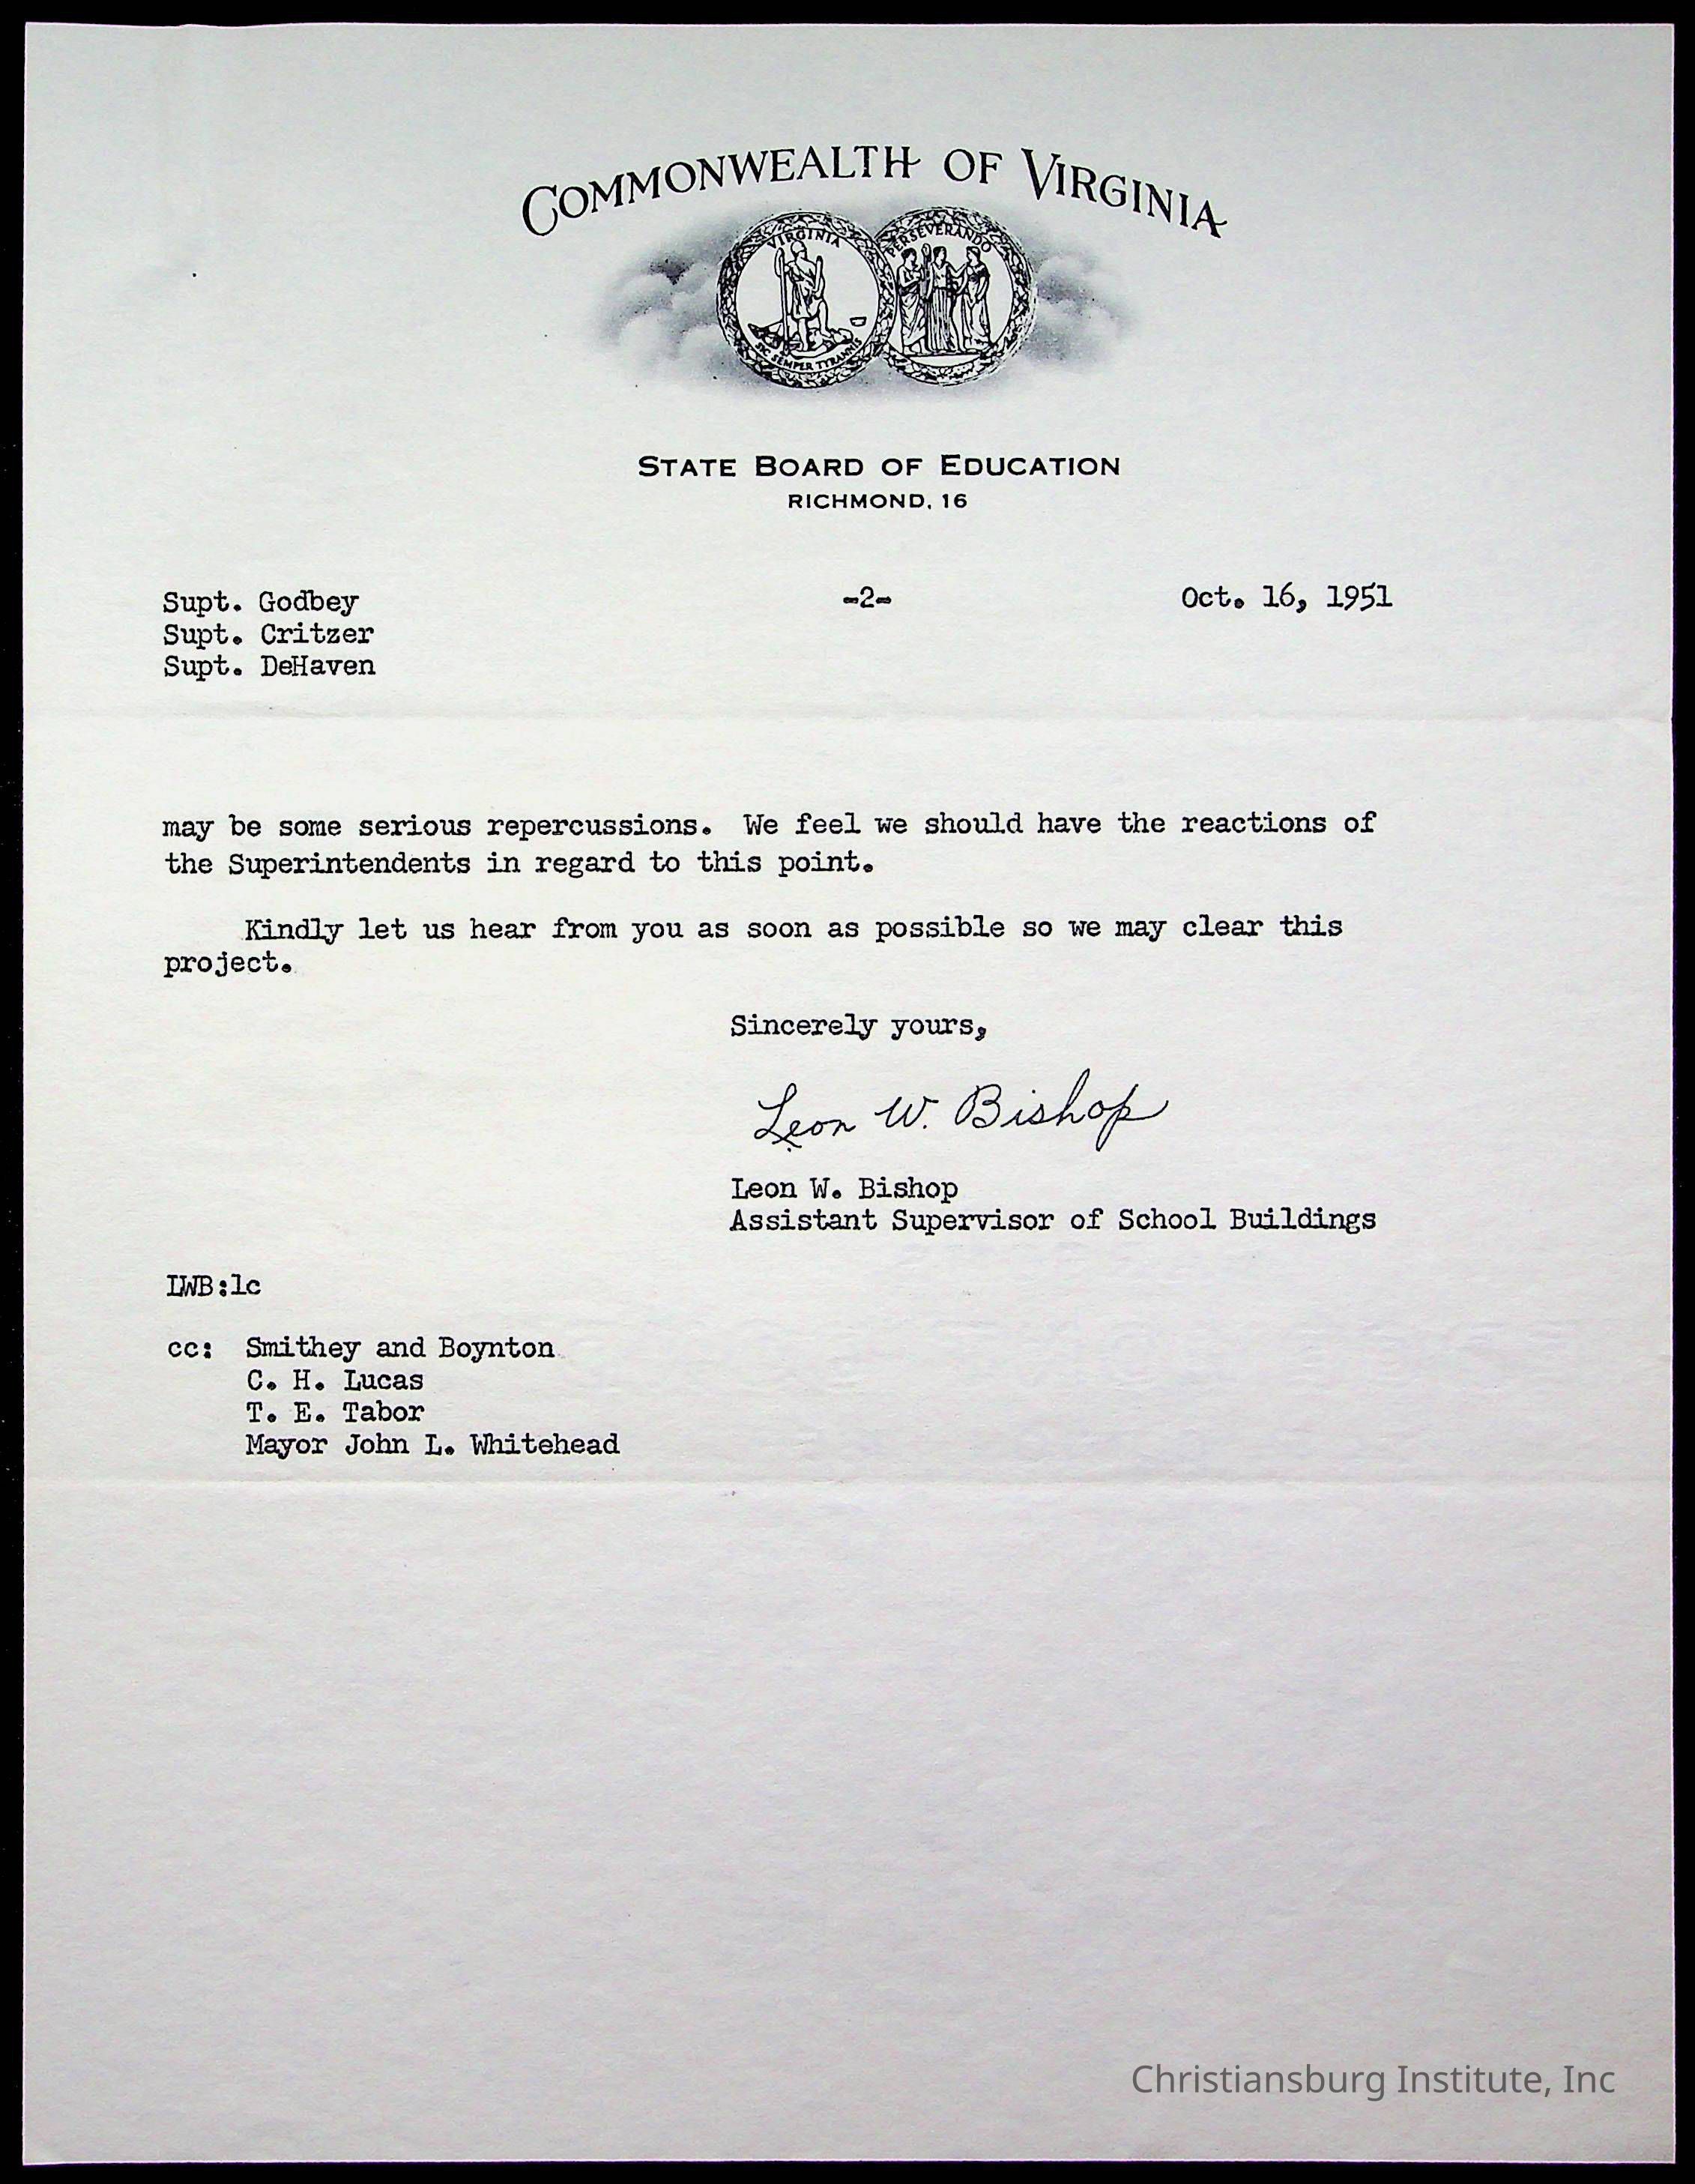 COMMONWEALTH OF VIRGINIA
VIRGINIA
PERSEVERANDO
SIC SEMPER TYRANNIS
STATE BOARD OF EDUCATION
RICHMOND, 16
Supt. Godbey -2- Oct. 16, 1951
Supt. Critzer
Supt. DeHaven
may be some serious repercussions. We feel we should have the reactions of
the Superintendents in regard to this point.
Kindly let us hear from you as soon as possible so we may clear this
project.
Sincerely yours,
Leon W. Bishop
Leon W. Bishop
Assistant Supervisor of School Buildings
LWB:lc
cc: Smithey and Boynton
C. H. Lucas
T. E. Tabor
Mayor John L. Whitehead
Christiansburg Institute, Inc